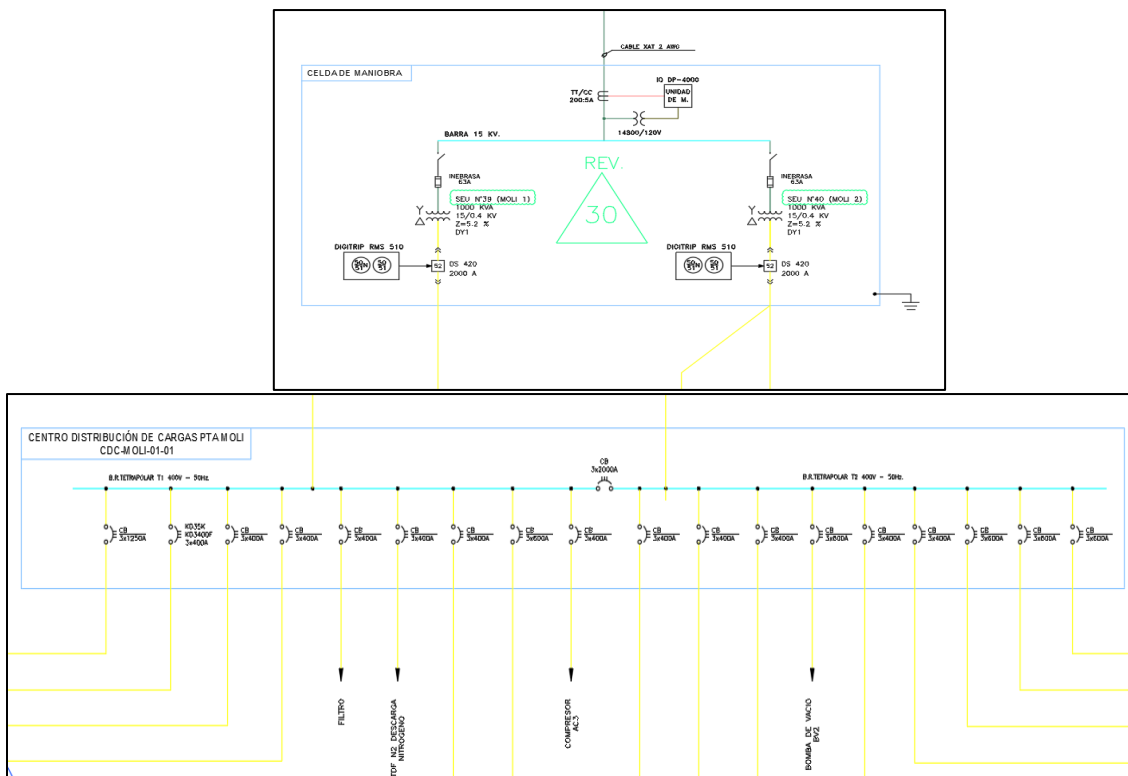 CABLE XAT 2 AWG
CELDA DE MANIOBRA
IQ DP-4000
TT/CC
200:5A
UNIDAD
DE M.
14300/120V
BARRA 15 KV.
INEBRASA
63A
SEU N°39 (MOLI 1)
1000 KVA
15/0.4 KV
Z=5.2 %
DY1
REV.
30
INEBRASA
63A
SEU N°40 (MOLI 2)
1000 KVA
15/0.4 KV
Z=5.2 %
DY1
DIGITRIP RMS 510
50N
51
50
51
52
DS 420
2000 A
DIGITRIP RMS 510
50N
51
50
51
52
DS 420
2000 A
CENTRO DISTRIBUCIÓN DE CARGAS PTA MOLI
CDC-MOLI-01-01
B.R.TETRAPOLAR T1 400V - 50Hz.
CB
3x2000A
B.R.TETRAPOLAR T2 400V - 50Hz.
CB
3x1250A
KD35K
KD3400F
3x400A
CB
3x400A
CB
3x400A
CB
3x400A
CB
3x400A
CB
3x400A
CB
3x600A
CB
3x400A
CB
3x400A
CB
3x400A
CB
3x400A
CB
3x600A
CB
3x400A
CB
3x400A
CB
3x600A
CB
3x600A
CB
3x600A
FILTRO
TDF N2 DESCARGA
NITROGENO
COMPRESOR
AC3
BOMBA DE VACIO
BV2